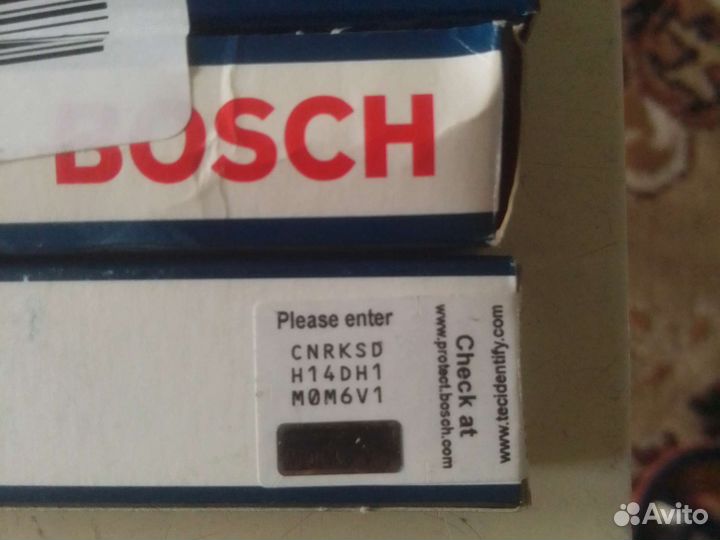 BOSCH
Please enter
CNRKSD
H14DH1
M0M6V1
Check at
www.protect.bosch.com
www.tecidentify.com
Avito